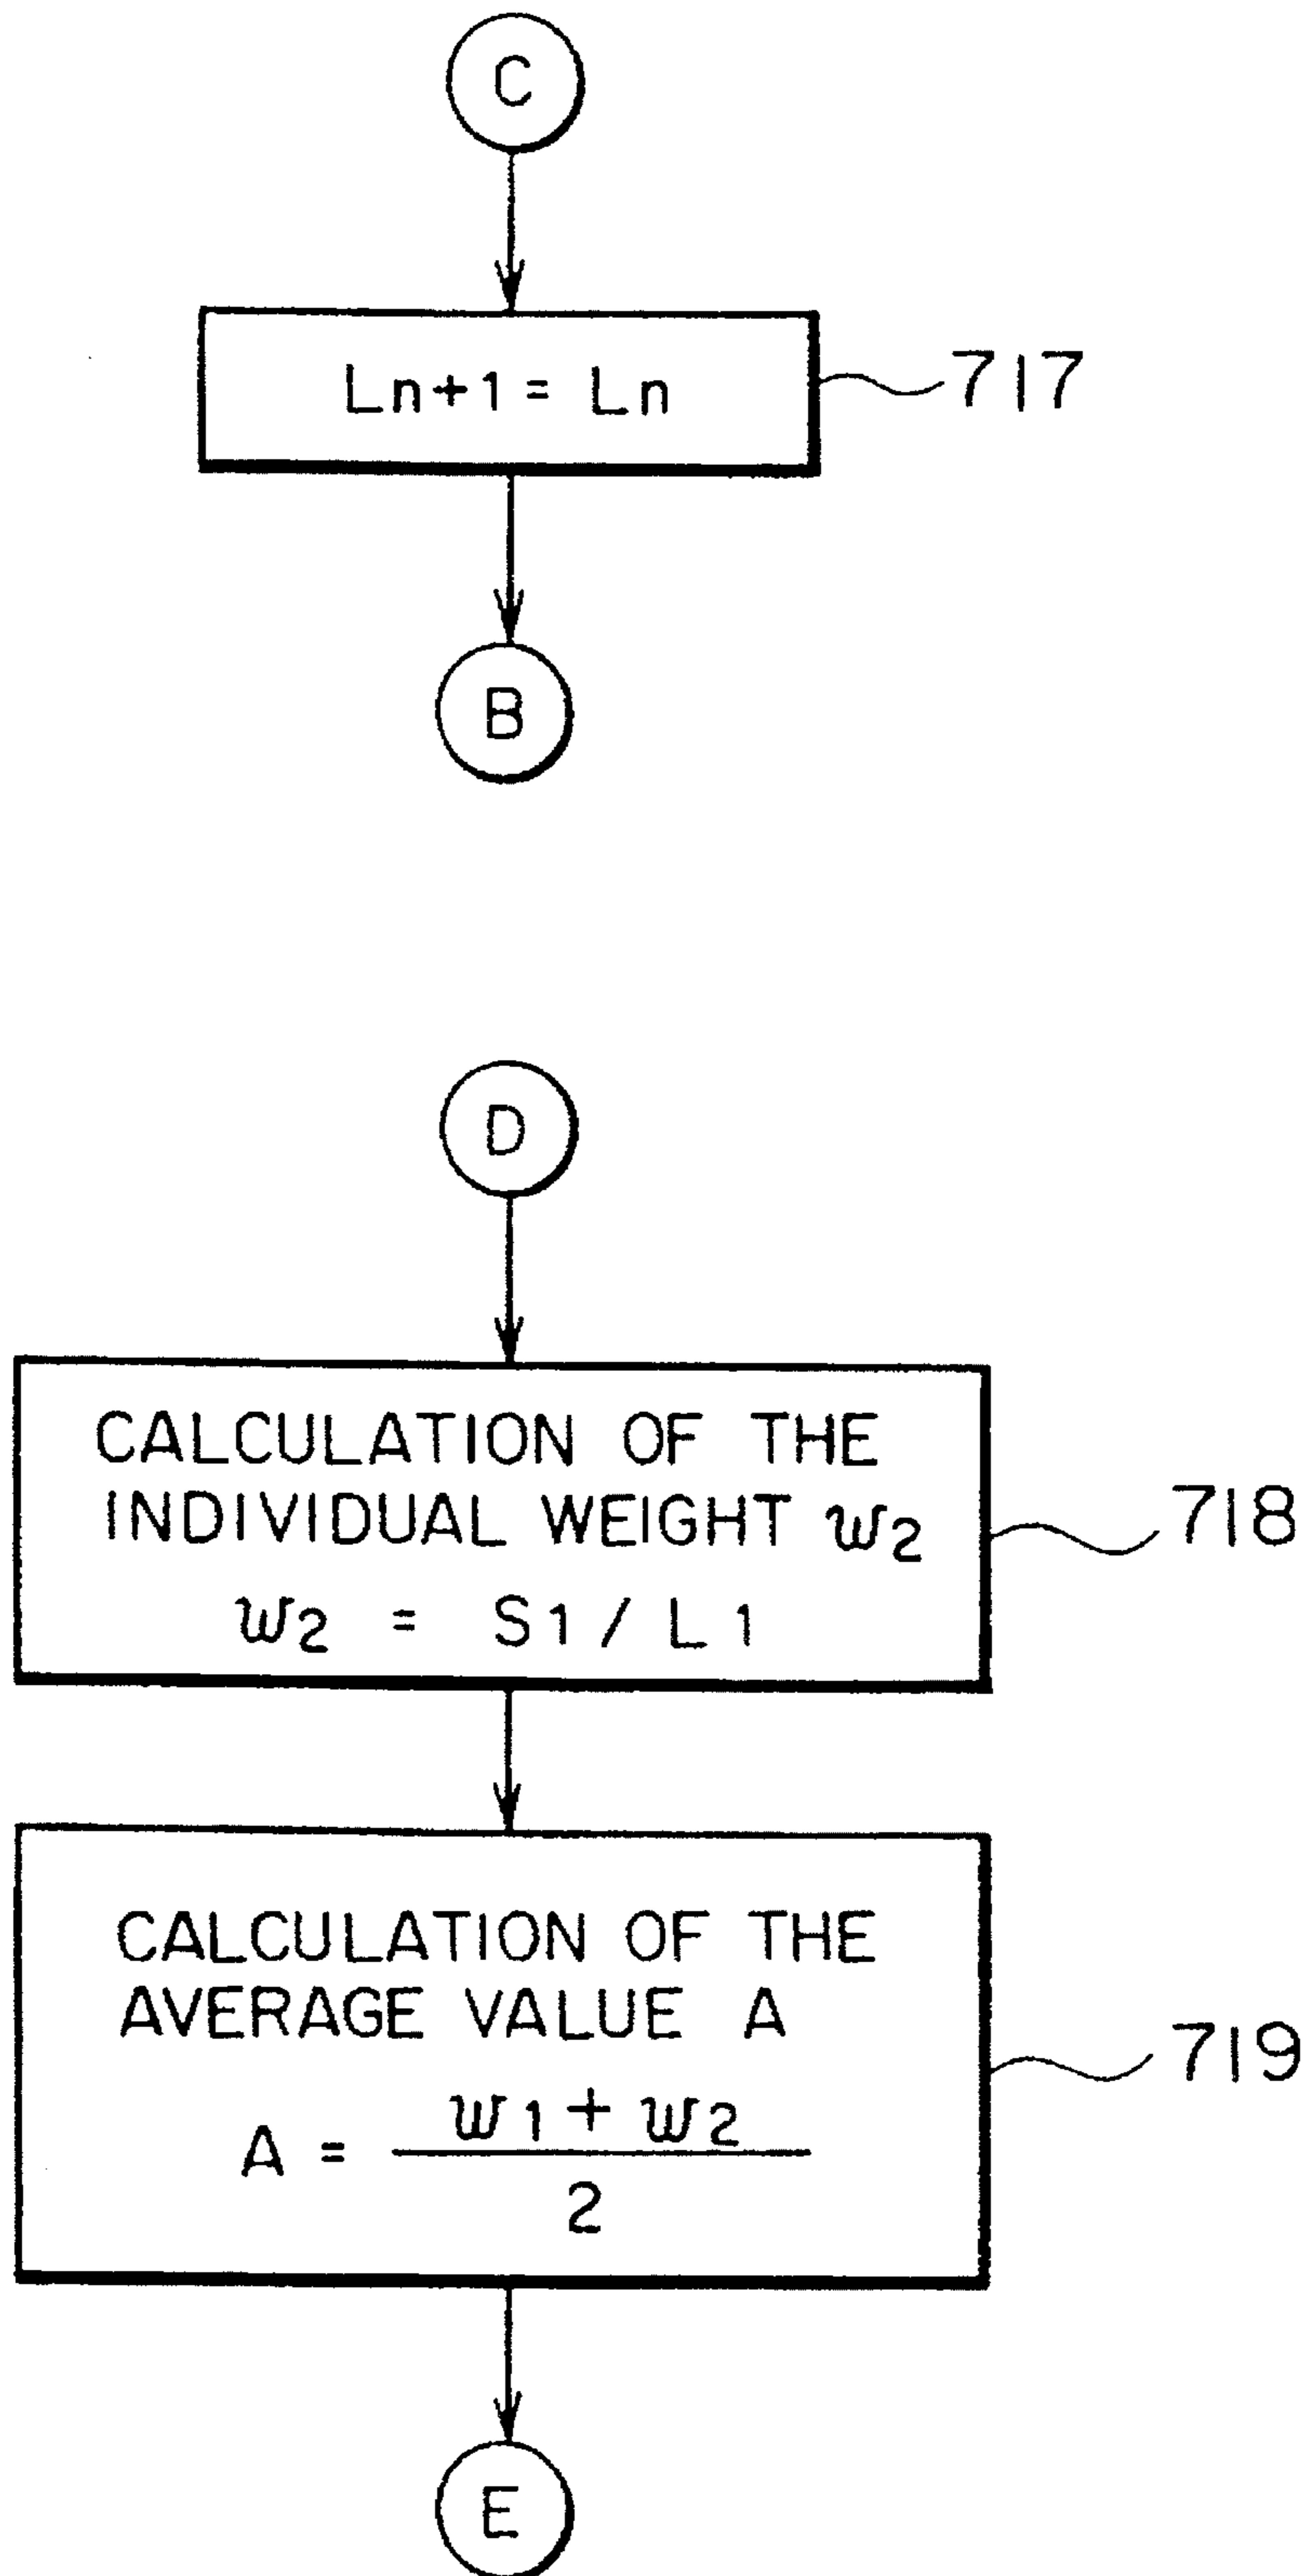 C
Ln+1 = Ln
717
B
D
CALCULATION OF THE
INDIVIDUAL WEIGHT w2
w2 = S1 / L1
718
CALCULATION OF THE
AVERAGE VALUE A
A = w1 + w2
2
719
E